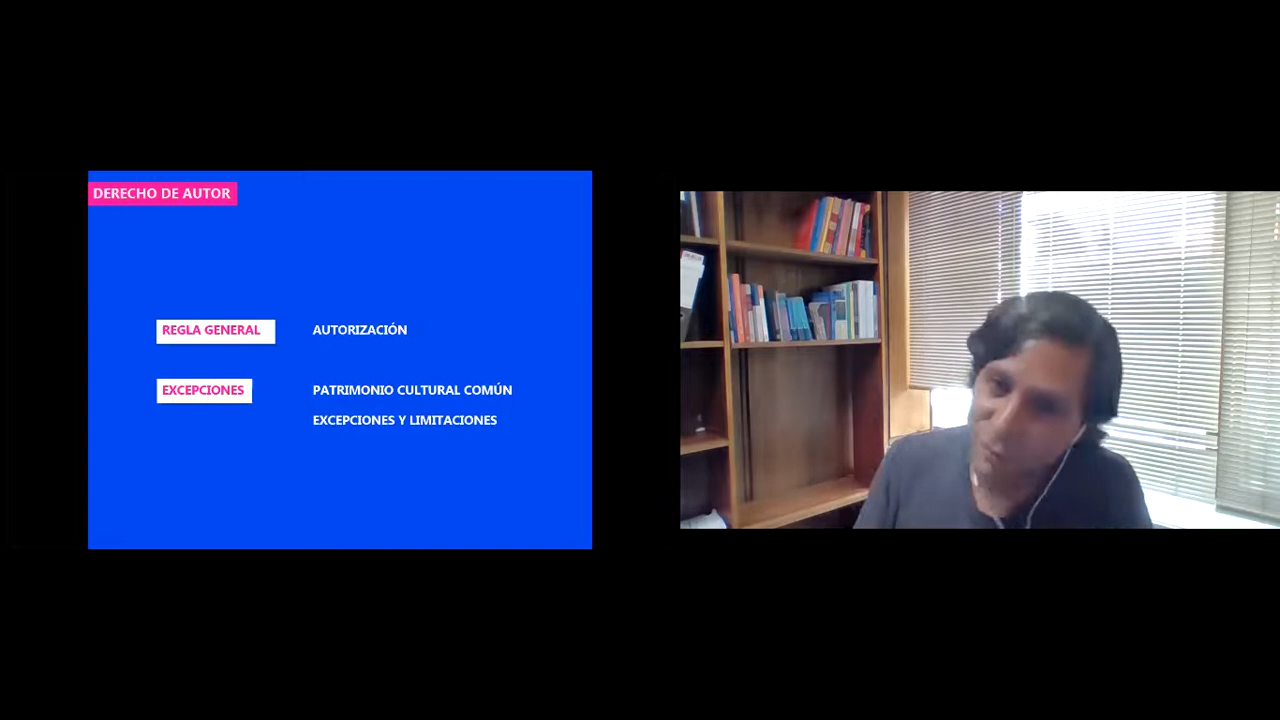 DERECHO DE AUTOR
REGLA GENERAL
AUTORIZACIÓN
EXCEPCIONES
PATRIMONIO CULTURAL COMÚN
EXCEPCIONES Y LIMITACIONES